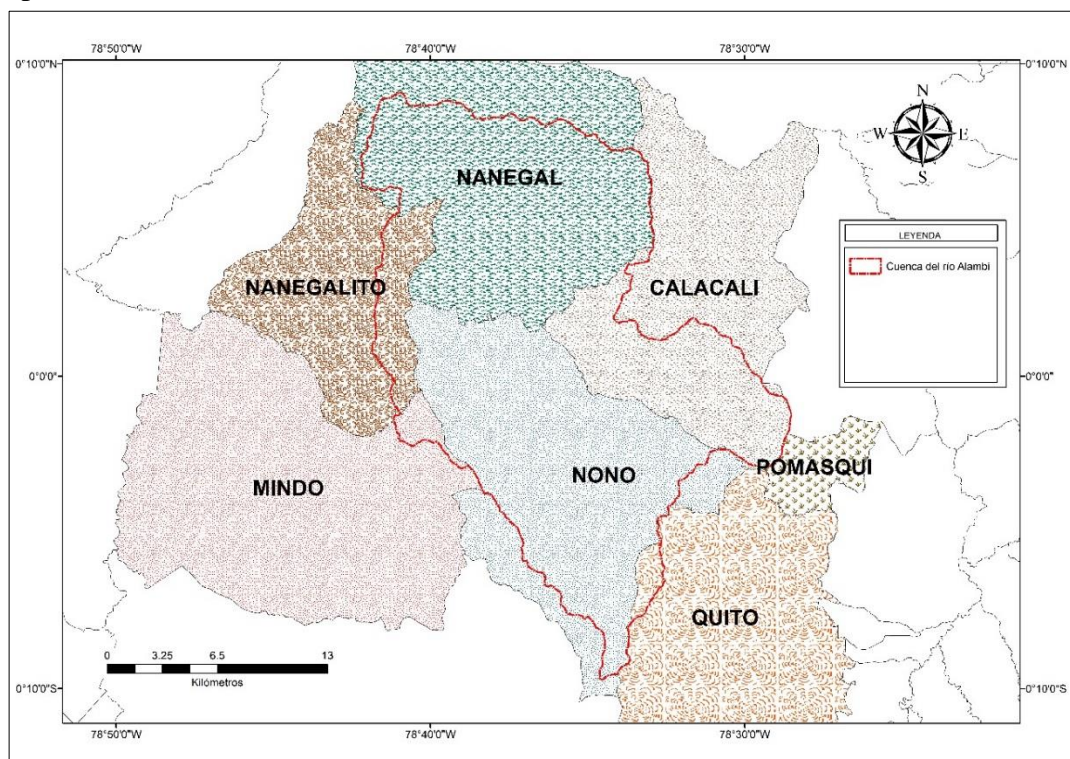 78°50'0"W 78°40'0"W 78°30'0"W
0°10'0"N 0°10'0"N
N
W E
S
NANEGAL
LEYENDA
Cuenca del río Alambi
NANEGALITO CALACALI
0°0'0" 0°0'0"
POMASQUI
MINDO NONO
QUITO
0 3.25 6.5 13
Kilómetros
0°10'0"S 0°10'0"S
78°50'0"W 78°40'0"W 78°30'0"W